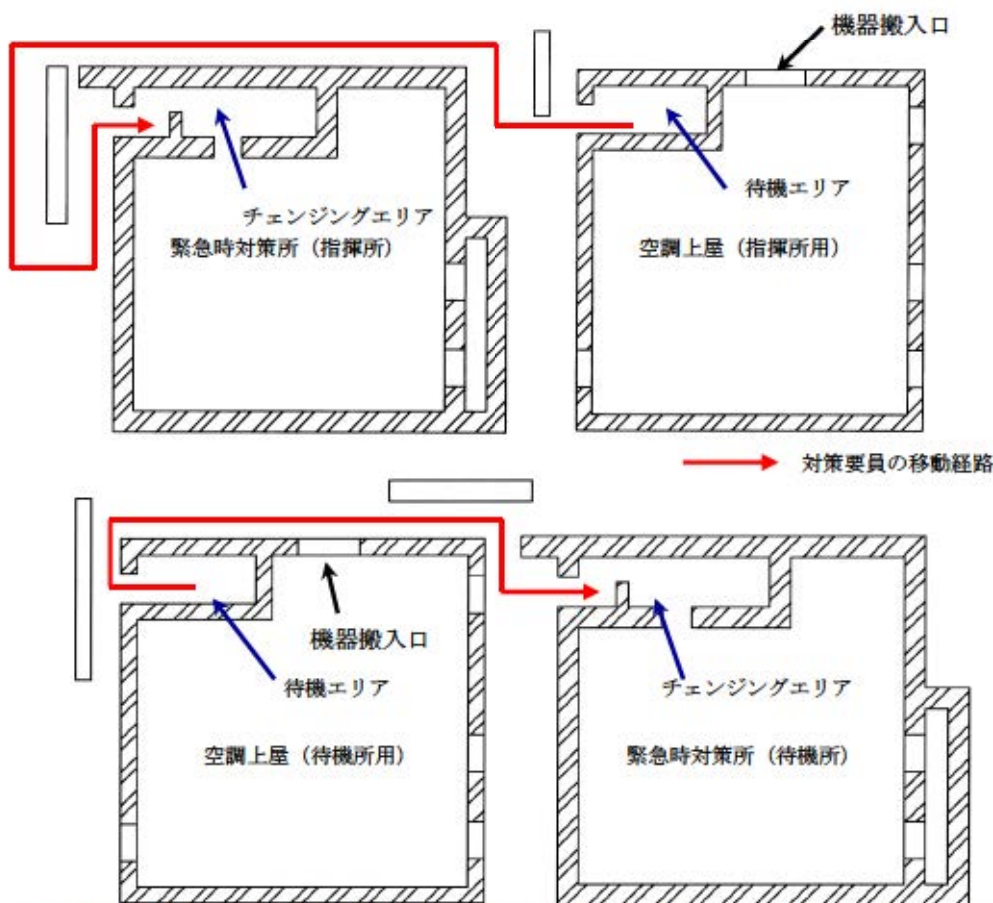 機器搬入口
チェンジングエリア
緊急時対策所（指揮所）
待機エリア
空調上屋（指揮所用）
対策要員の移動経路
機器搬入口
待機エリア
空調上屋（待機所用）
チェンジングエリア
緊急時対策所（待機所）